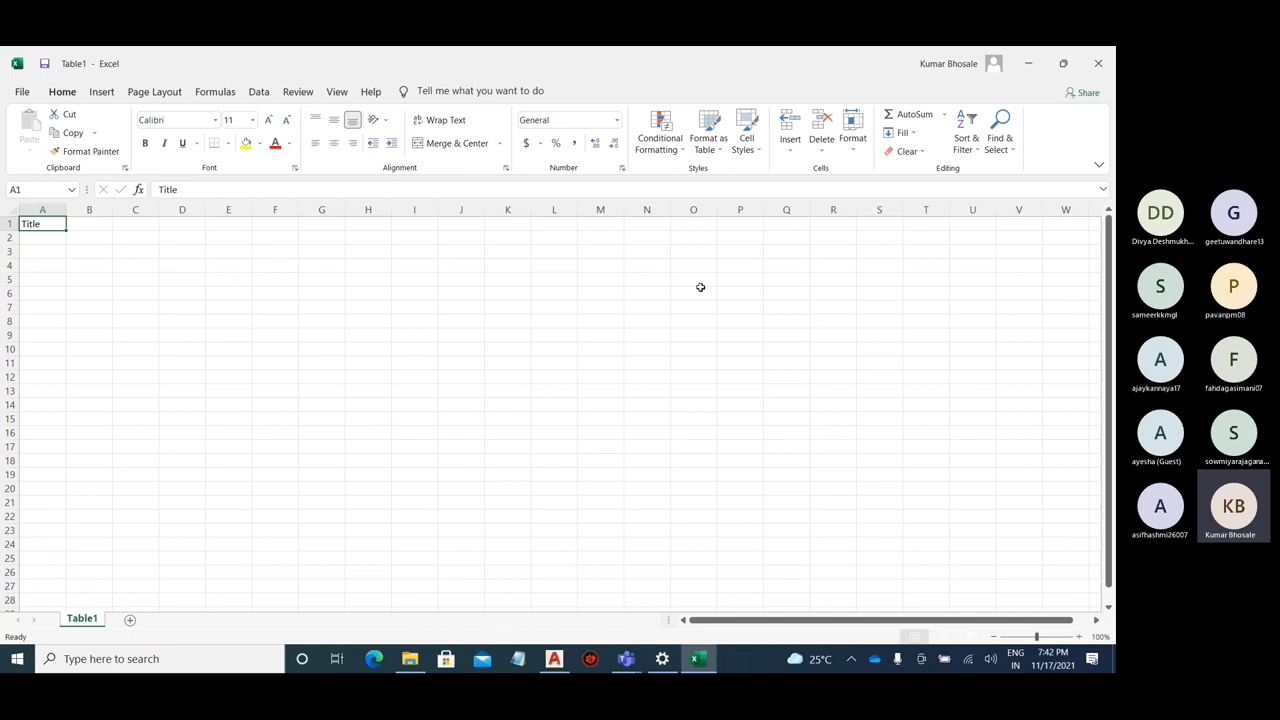 Table1 - Excel
Kumar Bhosale
File Home Insert Page Layout Formulas Data Review View Help Tell me what you want to do
Share
Paste
Cut
Copy
Format Painter
Clipboard
Calibri 11
B I U A
Font
Wrap Text
Merge & Center
Alignment
General
$ % ,
Number
Conditional Formatting
Format as Table
Cell Styles
Styles
Insert Delete Format
Cells
AutoSum
Fill
Clear
Sort & Filter
Find & Select
Editing
A1 fx Title
A B C D E F G H I J K L M N O P Q R S T U V W
1 Title
2
3
4
5
6
7
8
9
10
11
12
13
14
15
16
17
18
19
20
21
22
23
24
25
26
27
28
Table1
Ready
100%
Type here to search
25°C
ENG
IN
7:42 PM
11/17/2021
DD G
Divya Deshmukh... geetuwandhare13
S P
sameerkkmgl pavanpm08
A F
ajaykannaya17 fahdagasimani07
A S
ayesha (Guest) sowmiyarajagana...
A KB
asifhashmi26007 Kumar Bhosale